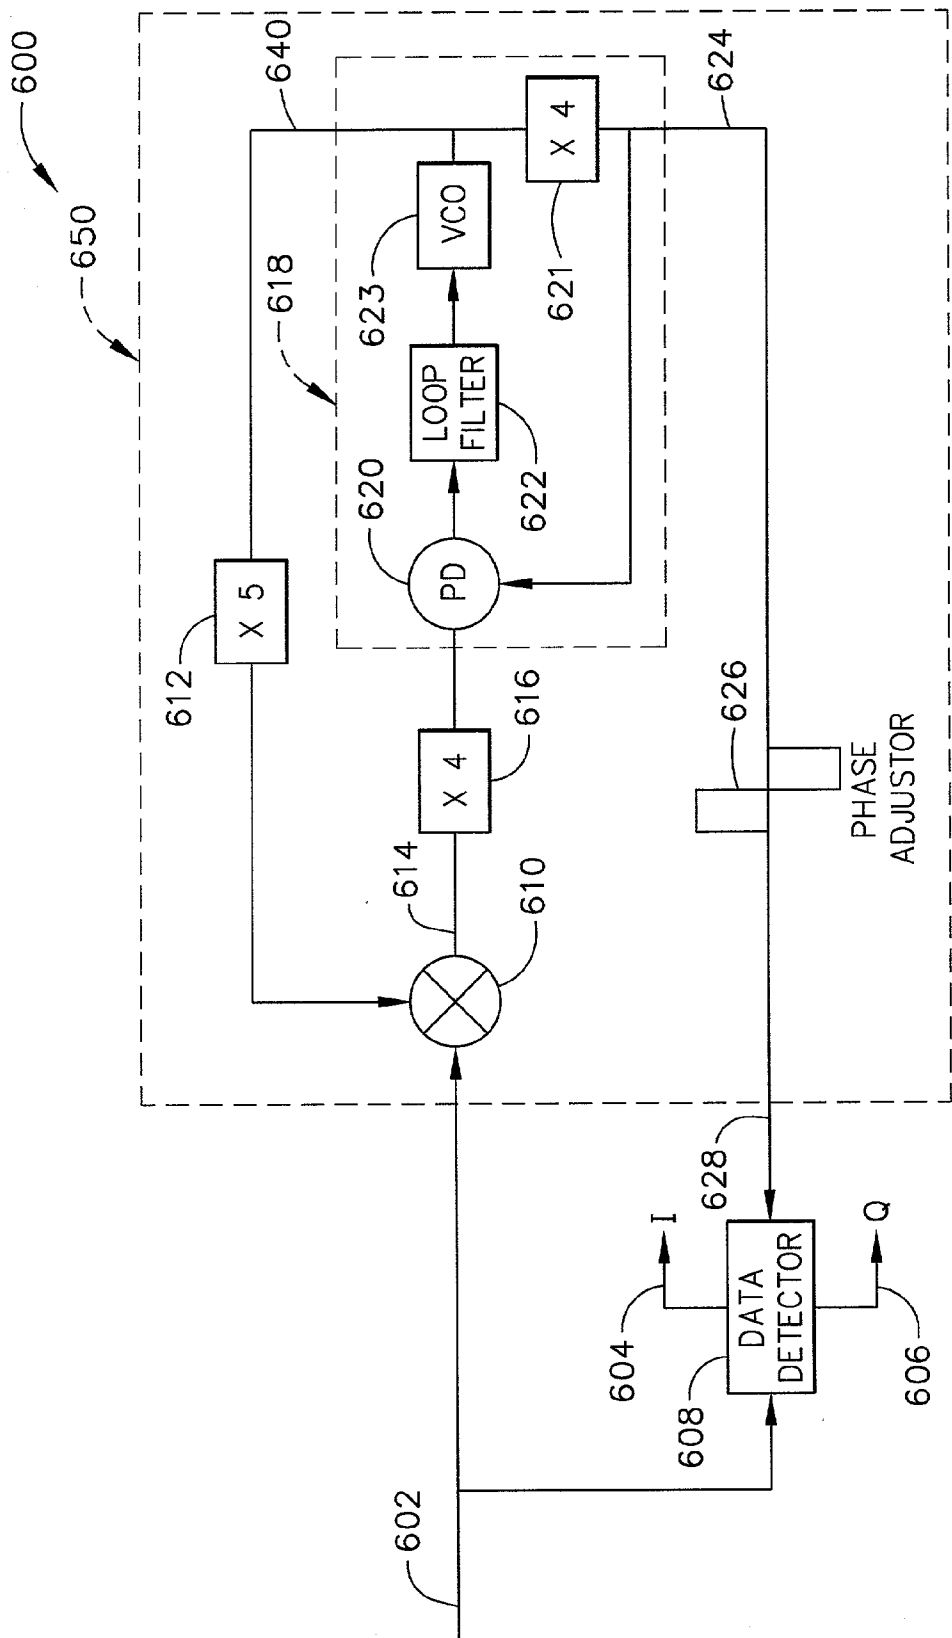 600
650
640
618
623
VCO
X 4
624
621
LOOP
FILTER
622
620
PD
X 5
612
616
X 4
614
610
626
PHASE
ADJUSTOR
628
I
604
DATA
DETECTOR
608
Q
606
602